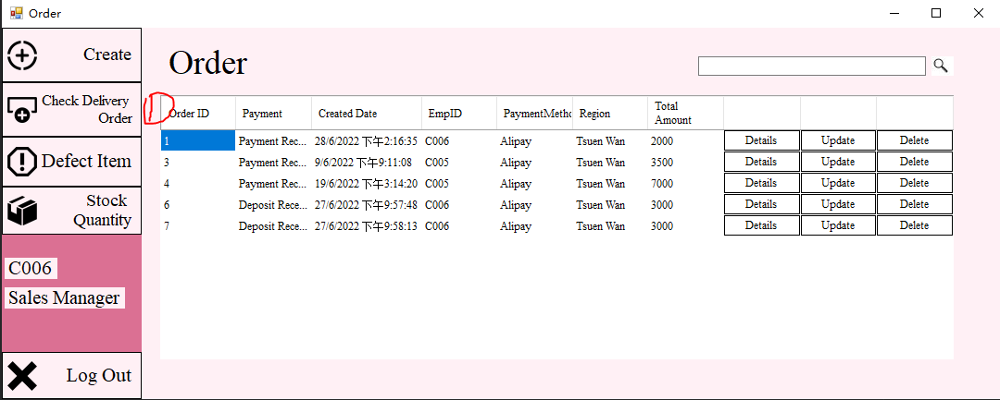 Order
Create
Check Delivery
Order
Defect Item
Stock
Quantity
C006
Sales Manager
Log Out
Order
Order ID Payment Created Date EmpID PaymentMetho Region Total
Amount
1 Payment Rec... 28/6/2022 下午2:16:35 C006 Alipay Tsuen Wan 2000 Details Update Delete
3 Payment Rec... 9/6/2022 下午9:11:08 C005 Alipay Tsuen Wan 3500 Details Update Delete
4 Payment Rec... 19/6/2022 下午3:14:20 C005 Alipay Tsuen Wan 7000 Details Update Delete
6 Deposit Rece... 27/6/2022 下午9:57:48 C006 Alipay Tsuen Wan 3000 Details Update Delete
7 Deposit Rece... 27/6/2022 下午9:58:13 C006 Alipay Tsuen Wan 3000 Details Update Delete